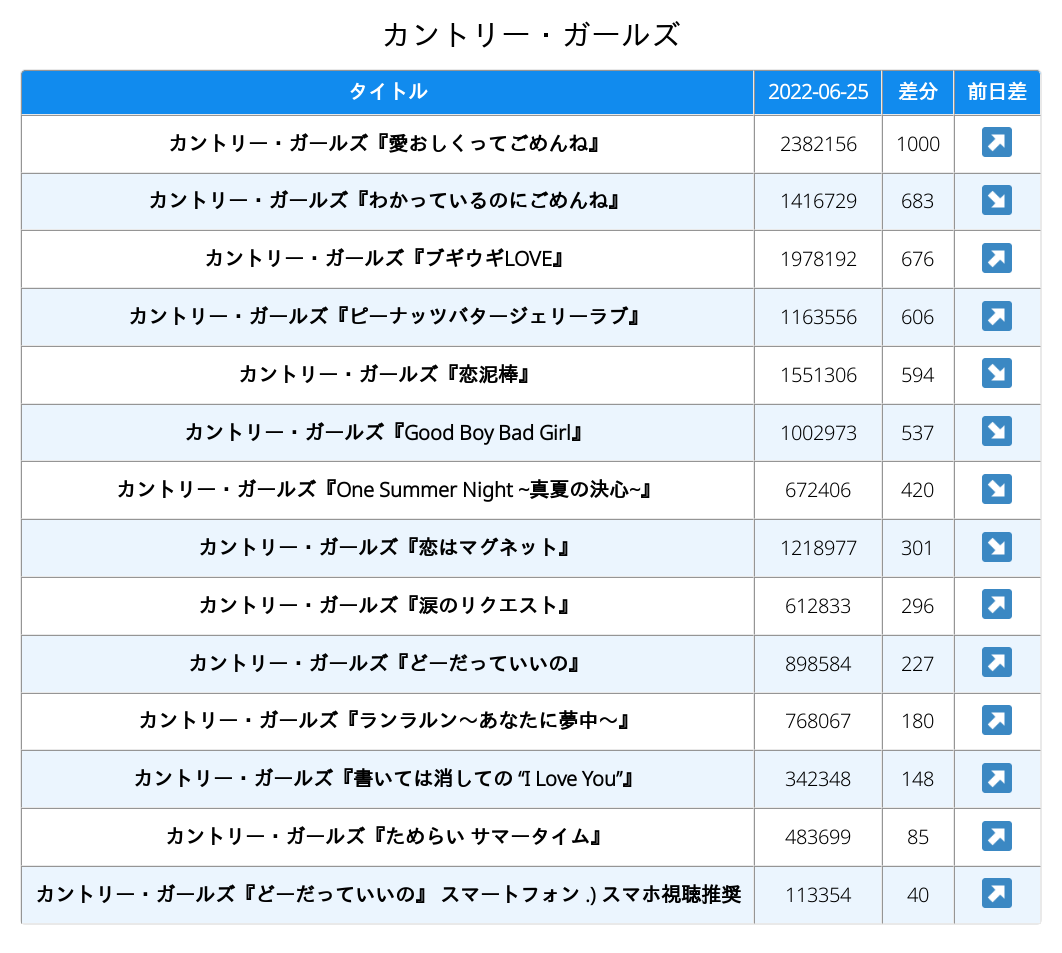 カントリー・ガールズ
タイトル 2022-06-25 差分 前日差
カントリー・ガールズ『愛おしくってごめんね』 2382156 1000
カントリー・ガールズ『わかっているのにごめんね』 1416729 683
カントリー・ガールズ『ブギウギLOVE』 1978192 676
カントリー・ガールズ『ピーナッツバタージェリーラブ』 1163556 606
カントリー・ガールズ『恋泥棒』 1551306 594
カントリー・ガールズ『Good Boy Bad Girl』 1002973 537
カントリー・ガールズ『One Summer Night ~真夏の決心~』 672406 420
カントリー・ガールズ『恋はマグネット』 1218977 301
カントリー・ガールズ『涙のリクエスト』 612833 296
カントリー・ガールズ『どーだっていいの』 898584 227
カントリー・ガールズ『ランラルン～あなたに夢中～』 768067 180
カントリー・ガールズ『書いては消しての “I Love You”』 342348 148
カントリー・ガールズ『ためらい サマータイム』 483699 85
カントリー・ガールズ『どーだっていいの』 スマートフォン .) スマホ視聴推奨 113354 40